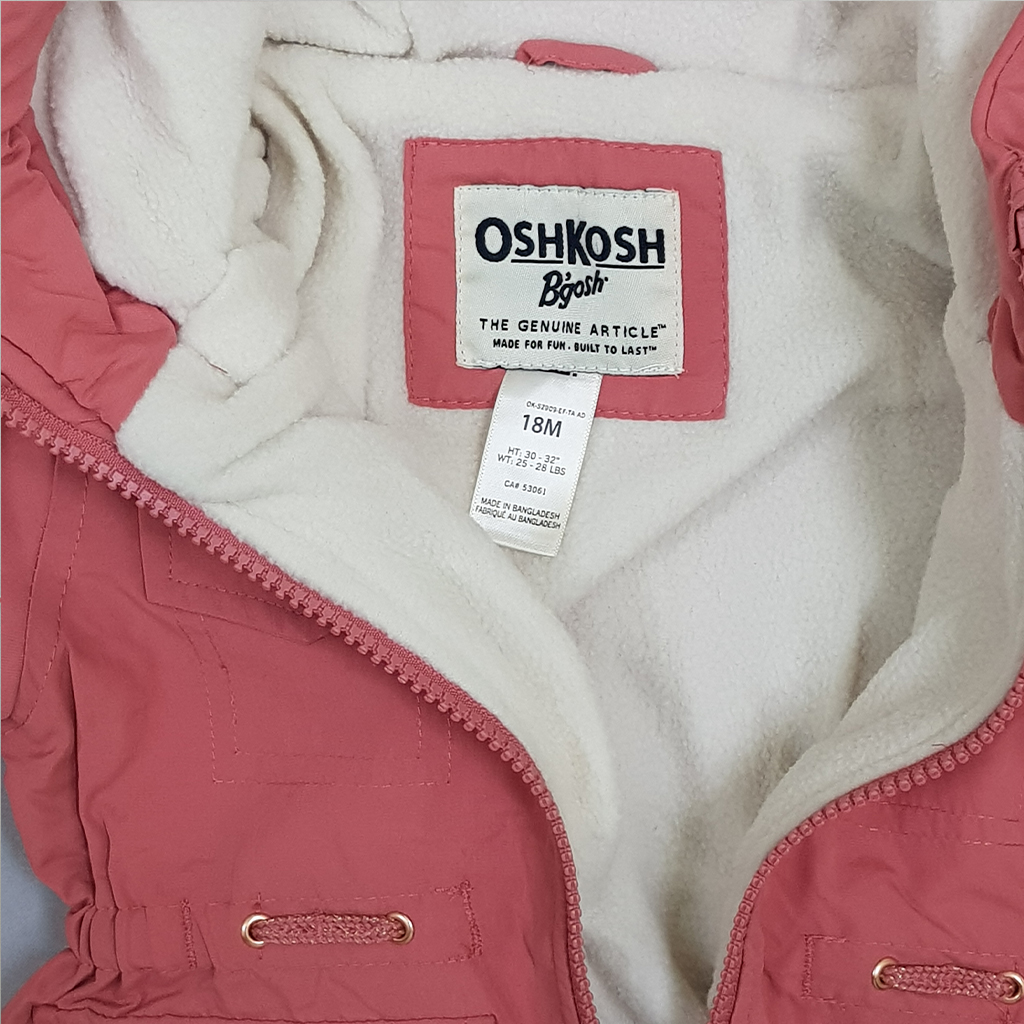 OSHKOSH
B'gosh
THE GENUINE ARTICLE™
MADE FOR FUN • BUILT TO LAST™
18M
HT: 30 - 32"
WT: 25 - 28 LBS
CA# 53061
MADE IN BANGLADESH
FABRIQUÉ AU BANGLADESH